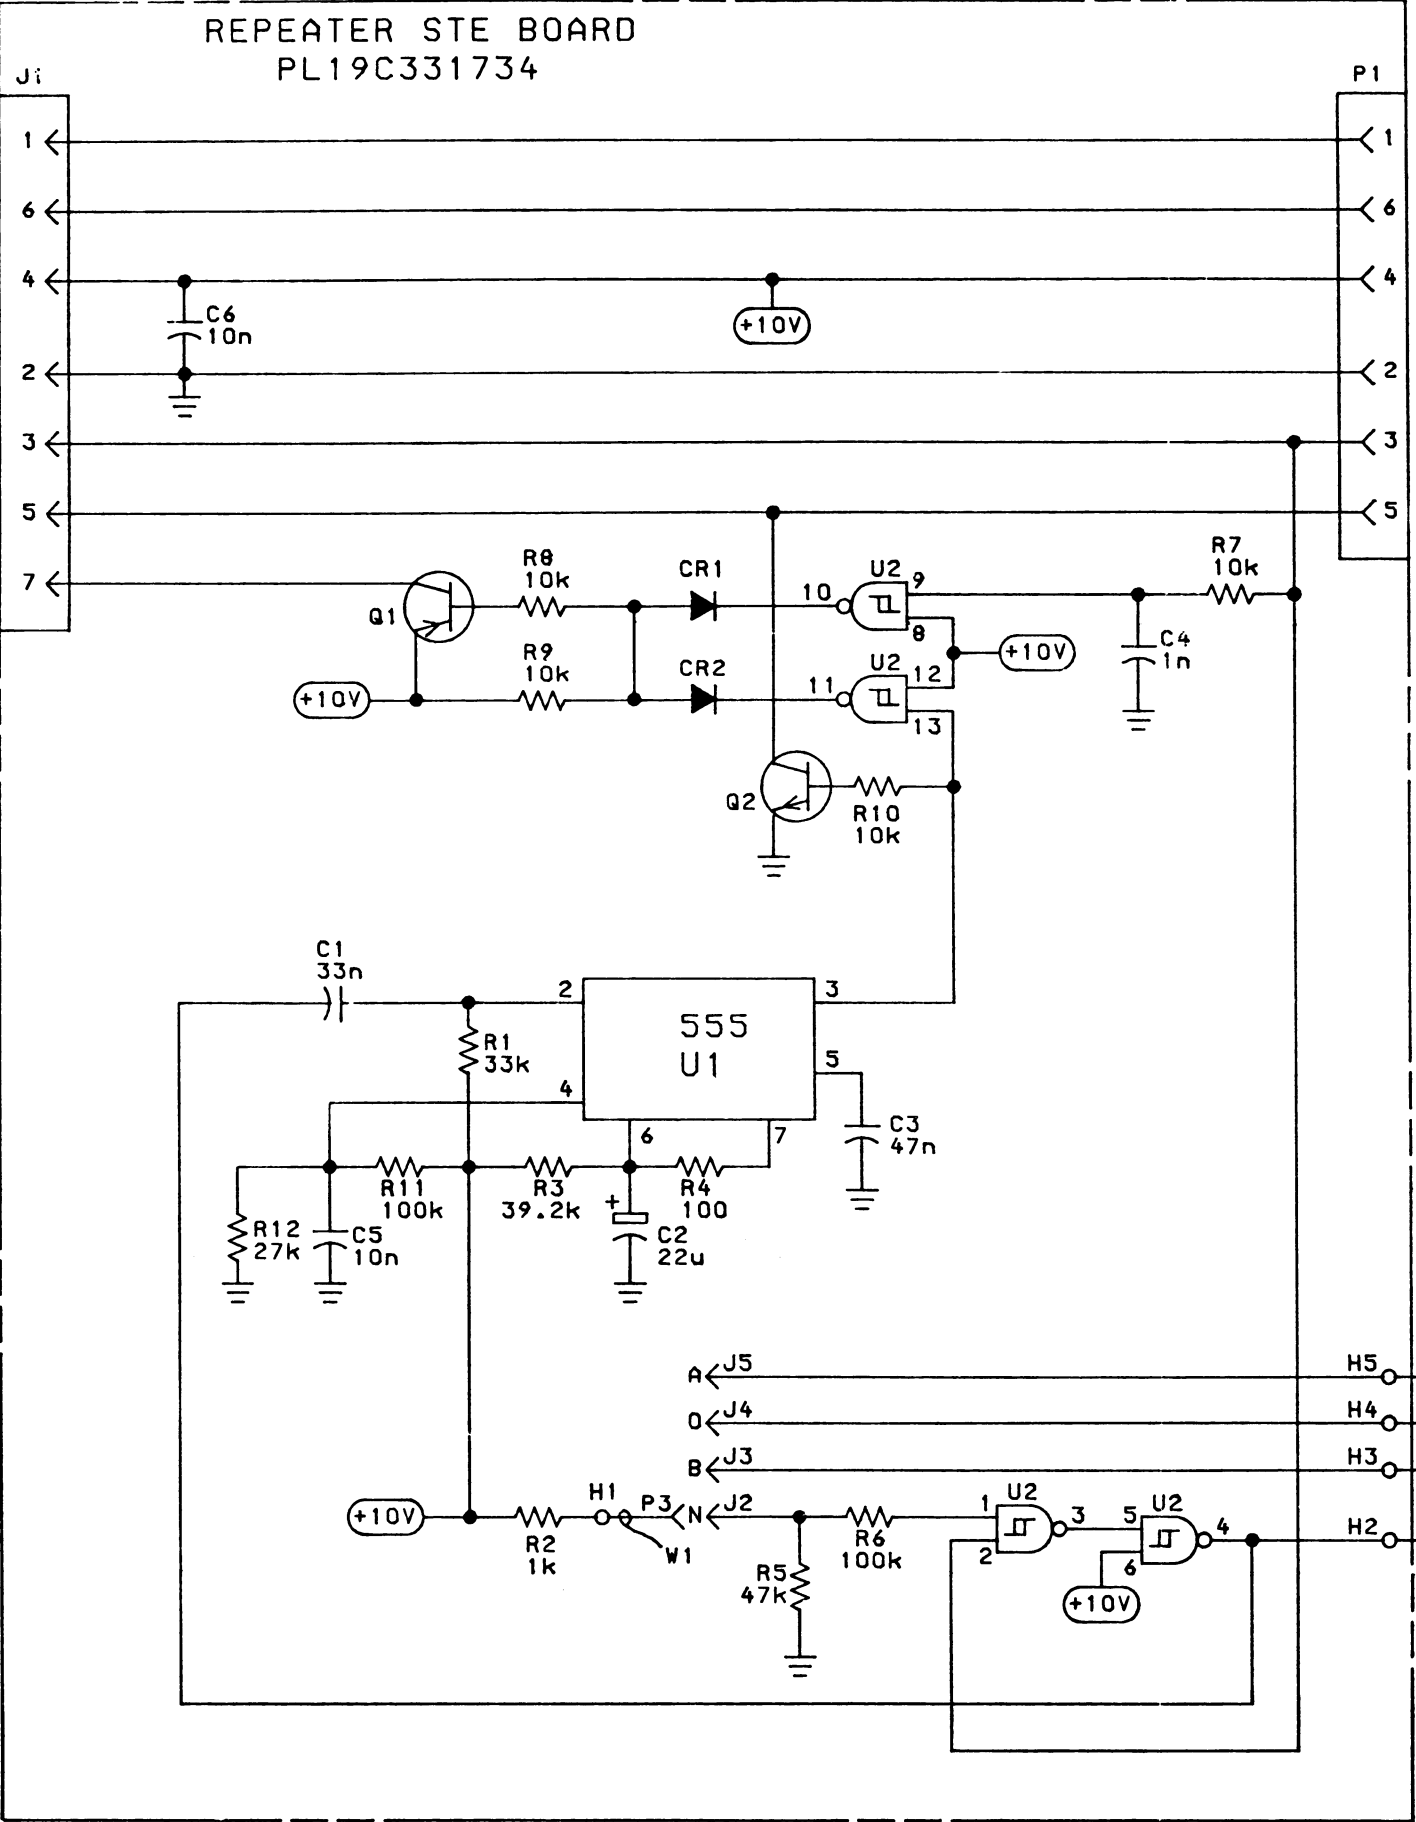 REPEATER STE BOARD
PL19C331734
Ji
P1
1
1
6
6
4
4
C6
10n
+10V
2
2
3
3
5
5
7
R8
10k
CR1
10
U2
9
8
R7
10k
Q1
R9
10k
CR2
11
U2
12
13
+10V
C4
1n
+10V
Q2
R10
10k
C1
33n
2
3
555
U1
R1
33k
5
4
6
7
C3
47n
R11
100k
R3
39.2k
R4
100
R12
27k
C5
10n
+
C2
22u
A
J5
H5
O
J4
H4
B
J3
H3
+10V
R2
1k
H1
P3
N
J2
W1
R5
47k
R6
100k
1
2
U2
3
5
6
U2
4
H2
+10V